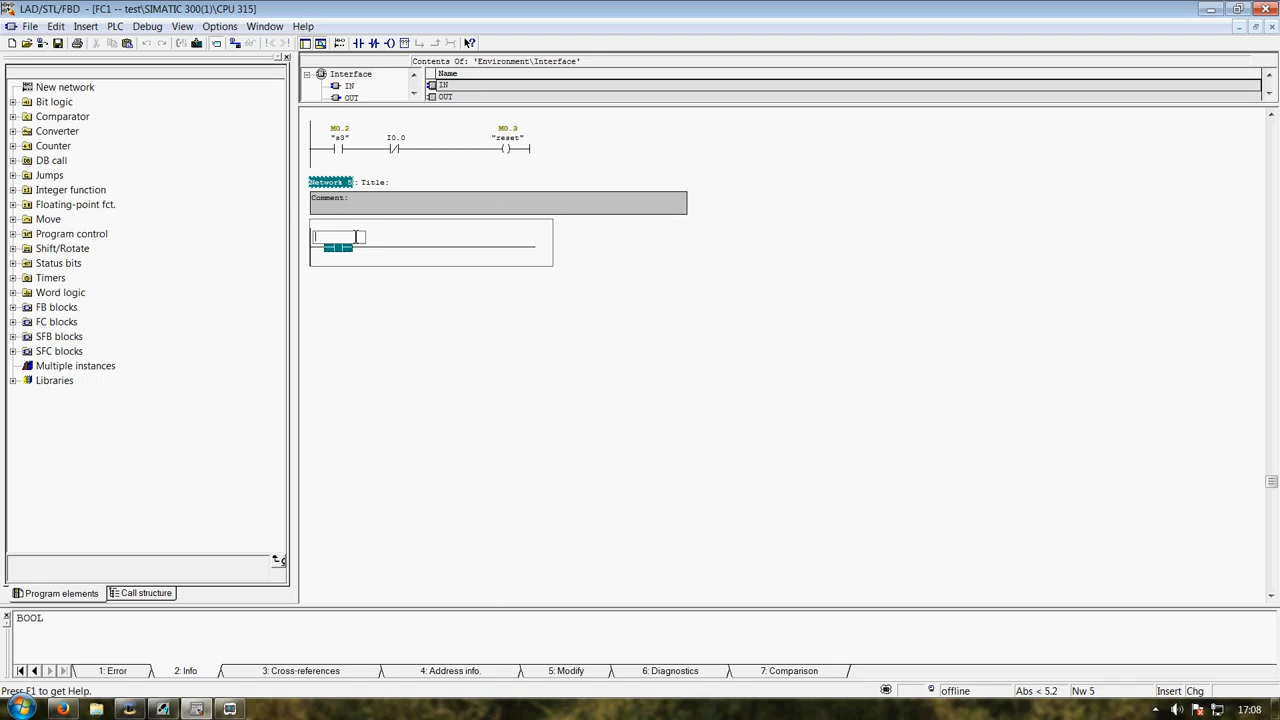 LAD/STL/FBD - [FC1 -- test\SIMATIC 300(1)\CPU 315]
File Edit Insert PLC Debug View Options Window Help
Contents Of: 'Environment\Interface'
Interface
IN
OUT
Name
IN
OUT
New network
Bit logic
Comparator
Converter
Counter
DB call
Jumps
Integer function
Floating-point fct.
Move
Program control
Shift/Rotate
Status bits
Timers
Word logic
FB blocks
FC blocks
SFB blocks
SFC blocks
Multiple instances
Libraries
M0.2 M0.3
"s3" I0.0 "reset"
Network 5: Title:
Comment:
Program elements Call structure
BOOL
1: Error 2: Info 3: Cross-references 4: Address info. 5: Modify 6: Diagnostics 7: Comparison
Press F1 to get Help. offline Abs < 5.2 Nw 5 Insert Chg
17:08